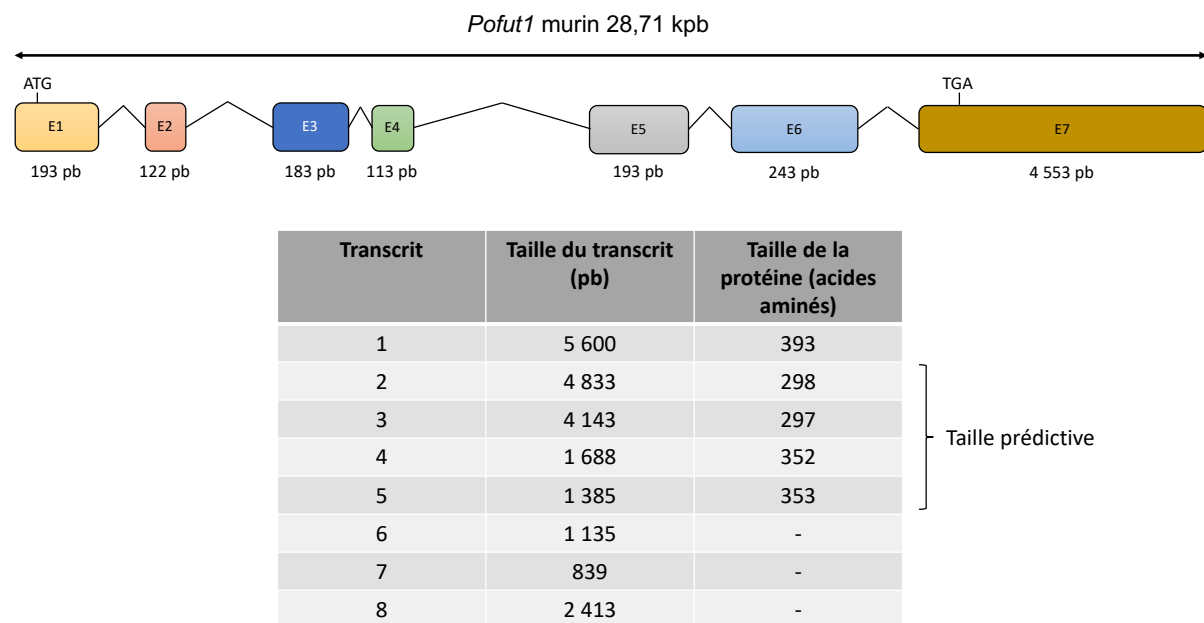 Pofut1 murin 28,71 kpb
ATG
TGA
E1
E2
E3
E4
E5
E6
E7
193 pb
122 pb
183 pb
113 pb
193 pb
243 pb
4 553 pb
Transcrit
Taille du transcrit
(pb)
Taille de la
protéine (acides
aminés)
1
5 600
393
2
4 833
298
3
4 143
297
4
1 688
352
5
1 385
353
Taille prédictive
6
1 135
-
7
839
-
8
2 413
-